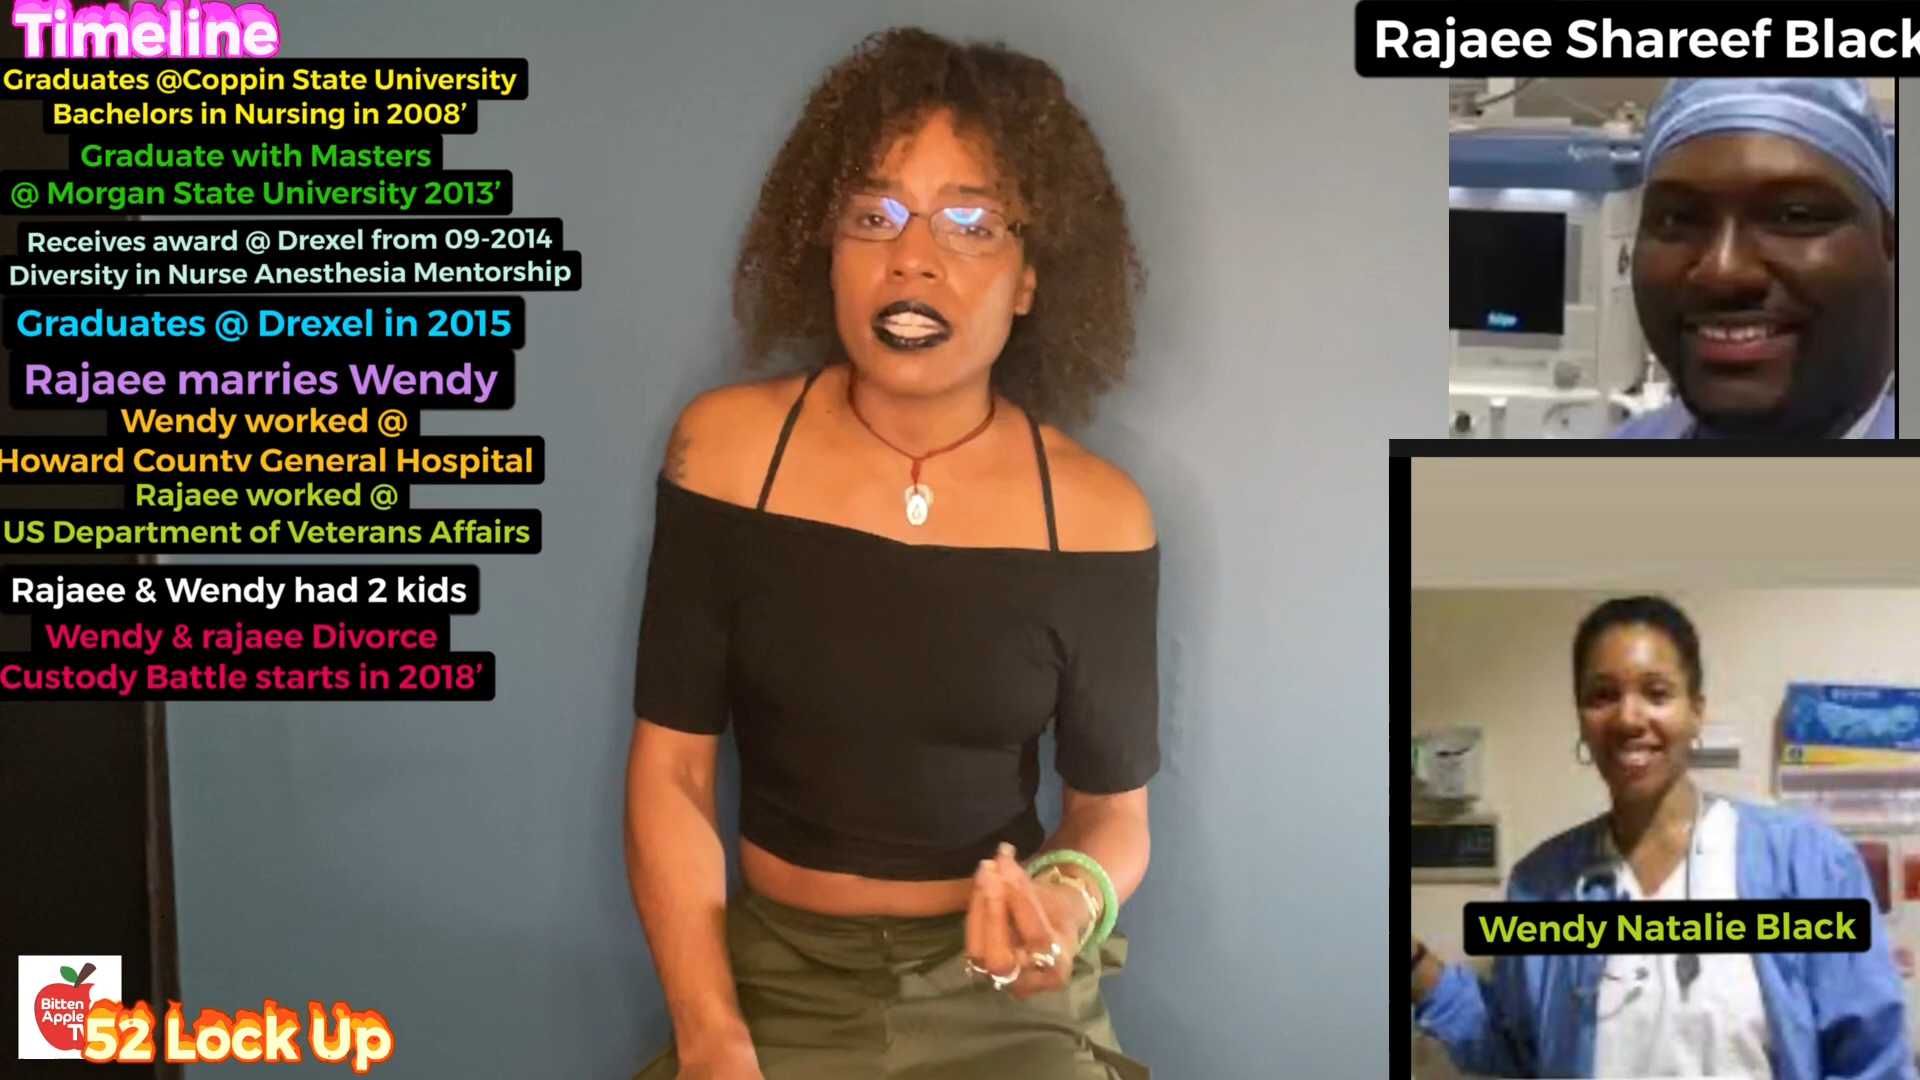 Timeline
Graduates @Coppin State University
Bachelors in Nursing in 2008’
Graduate with Masters
@ Morgan State University 2013’
Receives award @ Drexel from 09-2014
Diversity in Nurse Anesthesia Mentorship
Graduates @ Drexel in 2015
Rajaee marries Wendy
Wendy worked @
Howard County General Hospital
Rajaee worked @
US Department of Veterans Affairs
Rajaee & Wendy had 2 kids
Wendy & rajaee Divorce
Custody Battle starts in 2018’
Bitten
Apple
TV
52 Lock Up
Rajaee Shareef Black
Wendy Natalie Black